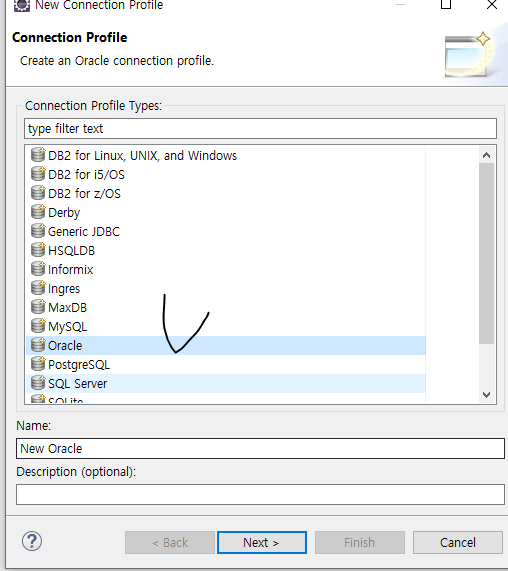 New Connection Profile
Connection Profile
Create an Oracle connection profile.
Connection Profile Types:
type filter text
DB2 for Linux, UNIX, and Windows
DB2 for i5/OS
DB2 for z/OS
Derby
Generic JDBC
HSQLDB
Informix
Ingres
MaxDB
MySQL
Oracle
PostgreSQL
SQL Server
SQLite
Name:
New Oracle
Description (optional):
?
< Back
Next >
Finish
Cancel